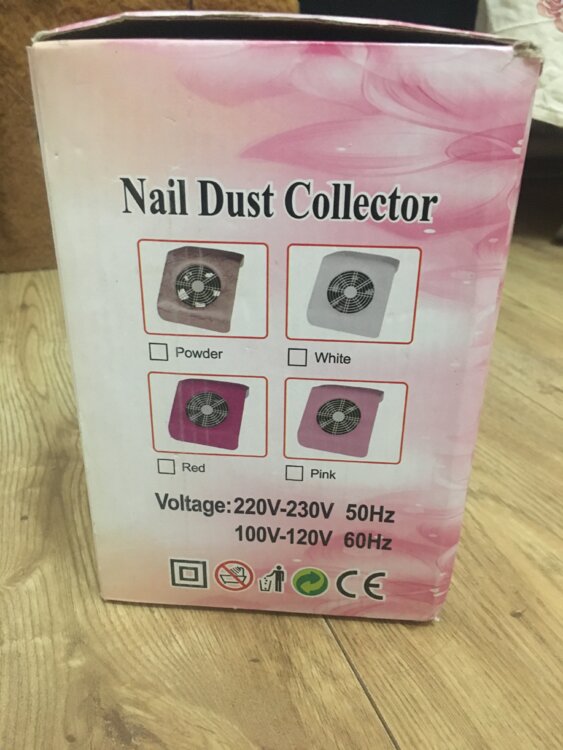 Nail Dust Collector
Powder
White
Red
Pink
Voltage:220V-230V 50Hz
100V-120V 60Hz
CE